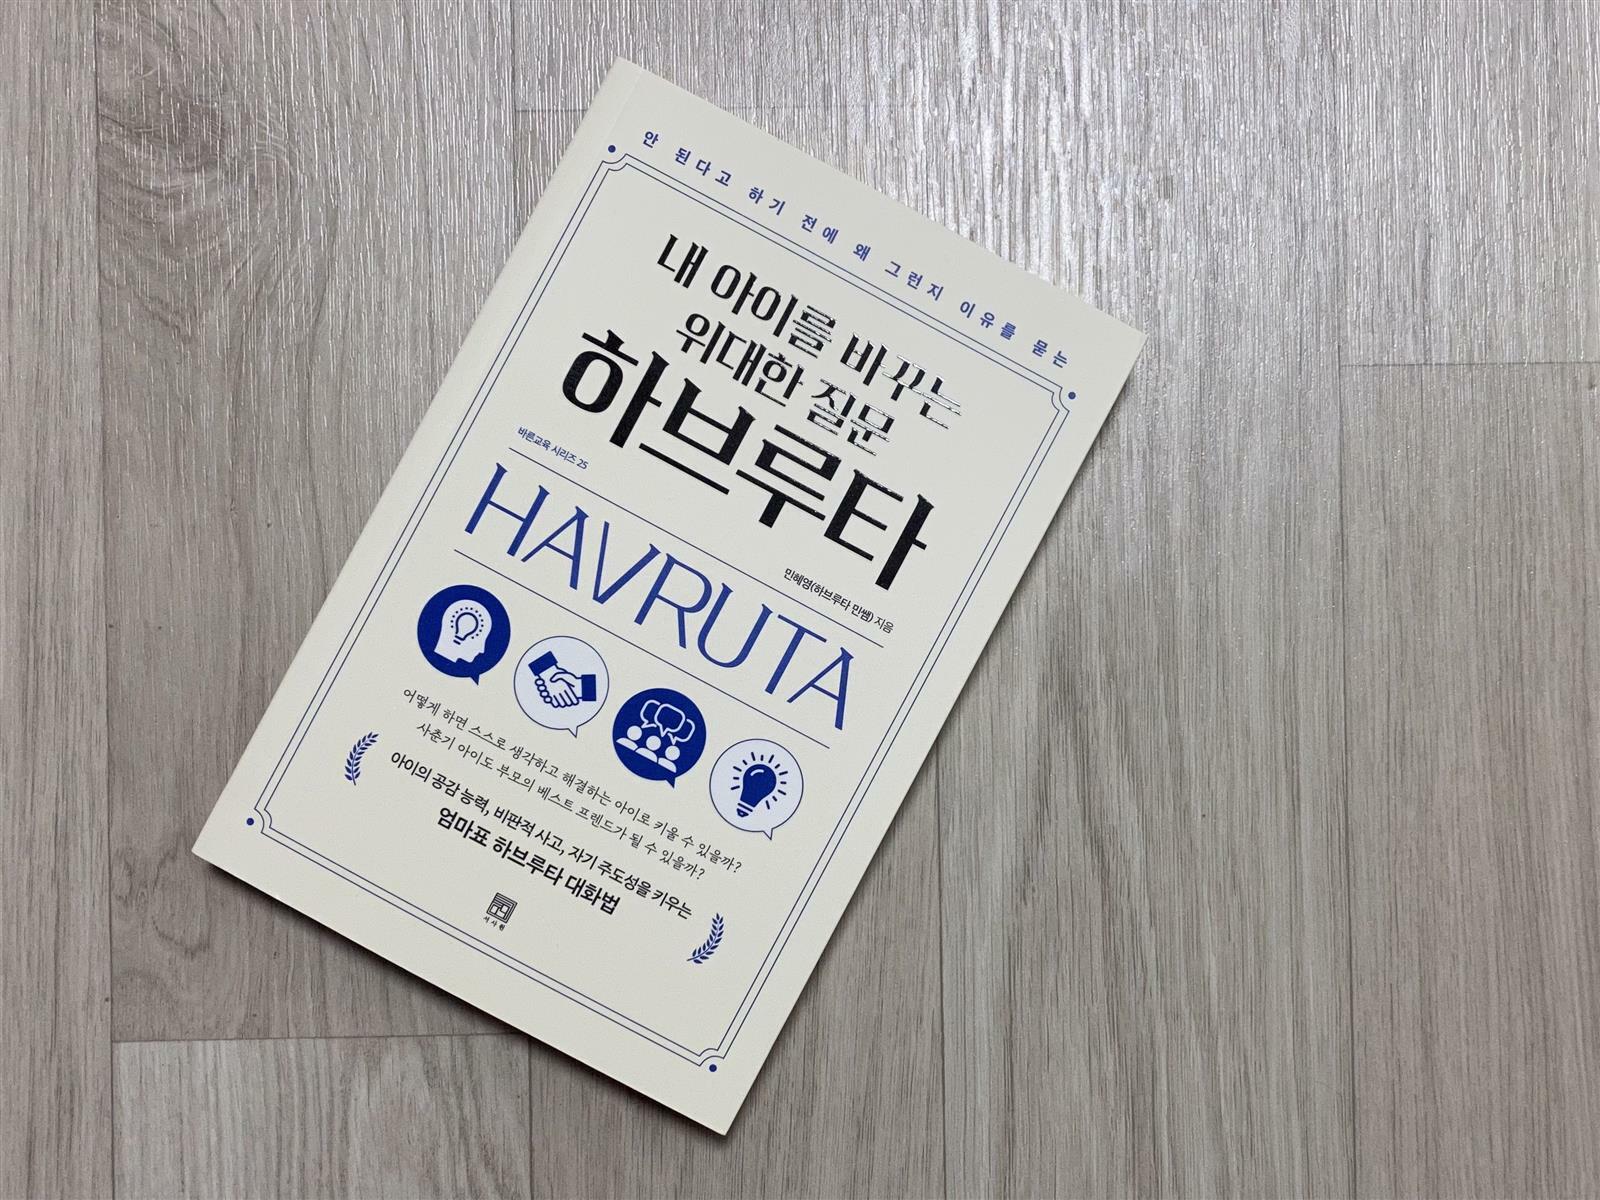 안 된다고 하기 전에 왜 그런지 이유를 묻는
내 아이를 바꾸는
위대한 질문
하브루타
바른교육 시리즈 25
민혜영(하브루타 민쌤) 지음
HAVRUTA
어떻게 하면 스스로 생각하고 해결하는 아이로 키울 수 있을까?
사춘기 아이도 부모의 베스트 프렌드가 될 수 있을까?
아이의 공감 능력, 비판적 사고, 자기 주도성을 키우는
엄마표 하브루타 대화법
서사원